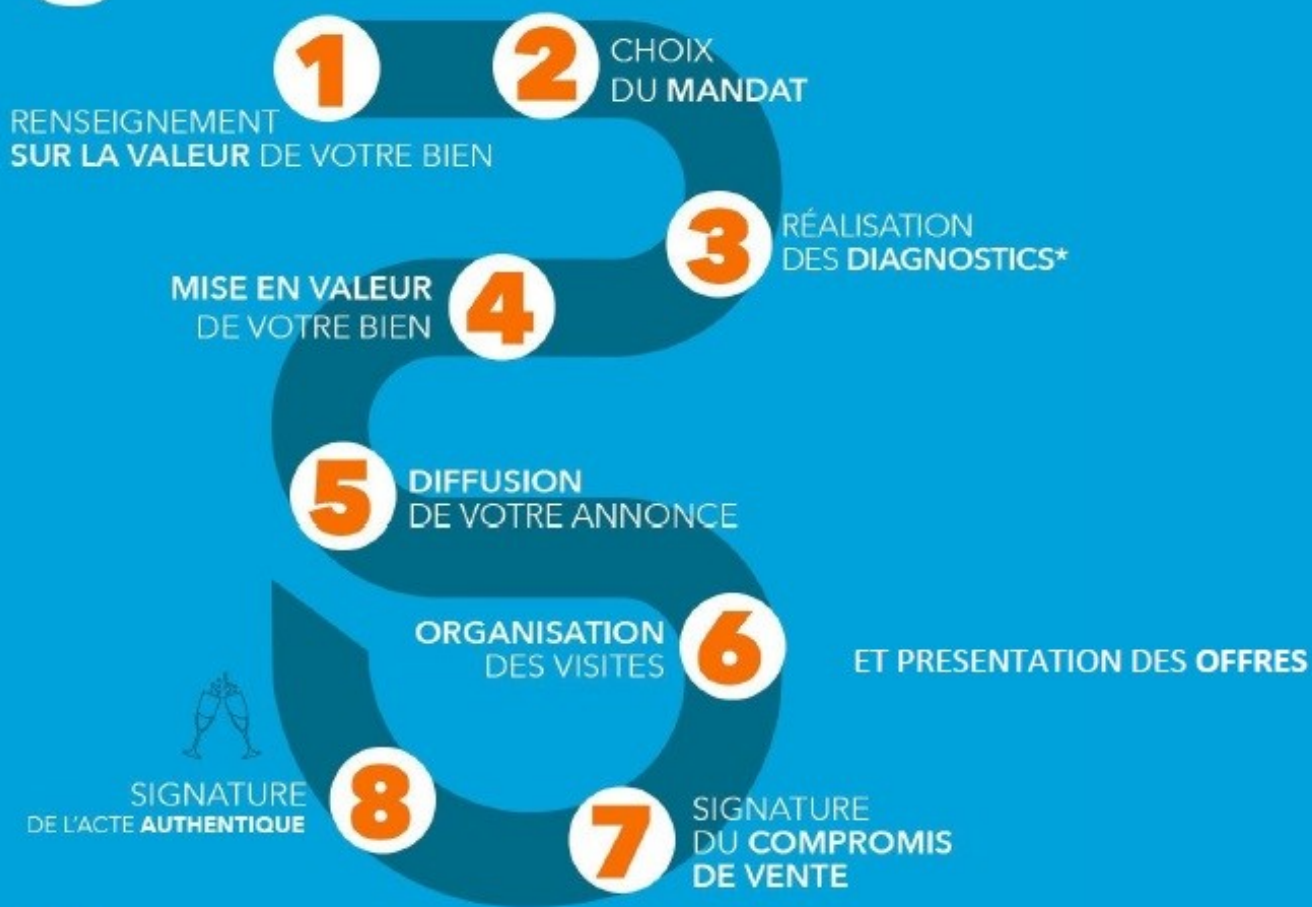 1
RENSEIGNEMENT
SUR LA VALEUR DE VOTRE BIEN
2
CHOIX
DU MANDAT
3
RÉALISATION
DES DIAGNOSTICS*
4
MISE EN VALEUR
DE VOTRE BIEN
5
DIFFUSION
DE VOTRE ANNONCE
6
ORGANISATION
DES VISITES
ET PRESENTATION DES OFFRES
7
SIGNATURE
DU COMPROMIS
DE VENTE
8
SIGNATURE
DE L'ACTE AUTHENTIQUE